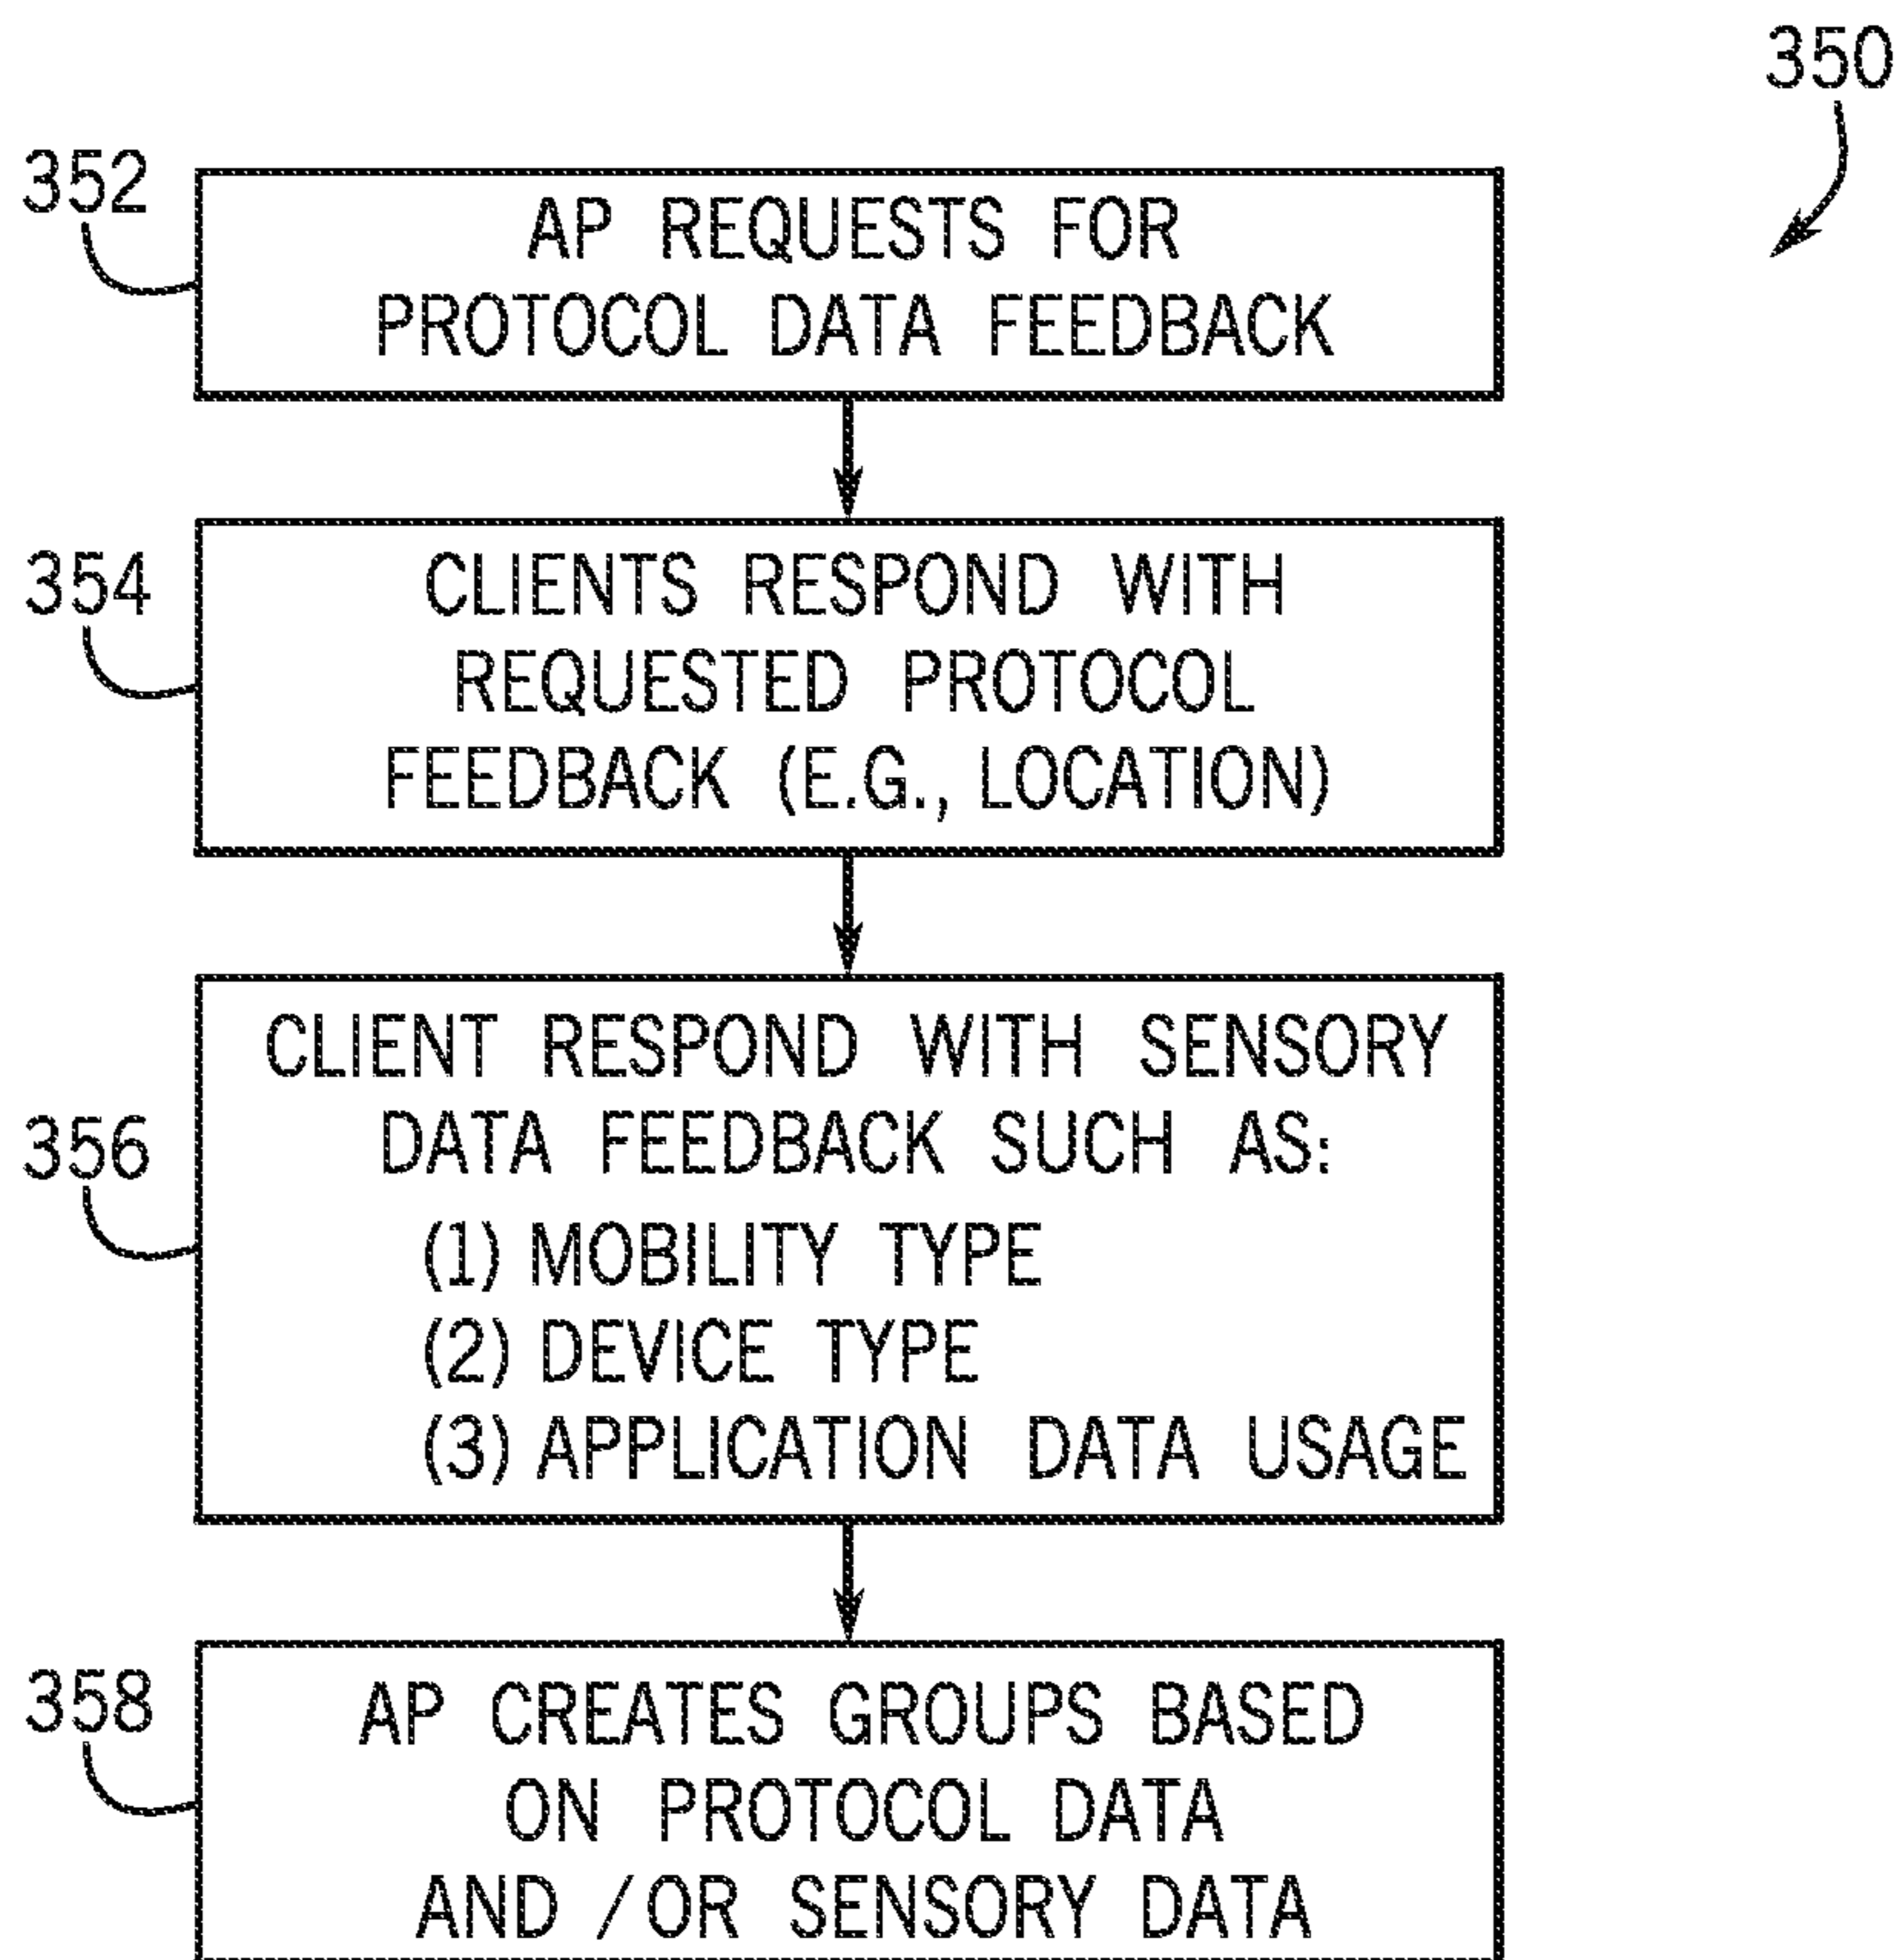 350
352
AP REQUESTS FOR
PROTOCOL DATA FEEDBACK
354
CLIENTS RESPOND WITH
REQUESTED PROTOCOL
FEEDBACK (E.G., LOCATION)
356
CLIENT RESPOND WITH SENSORY
DATA FEEDBACK SUCH AS:
(1) MOBILITY TYPE
(2) DEVICE TYPE
(3) APPLICATION DATA USAGE
358
AP CREATES GROUPS BASED
ON PROTOCOL DATA
AND /OR SENSORY DATA